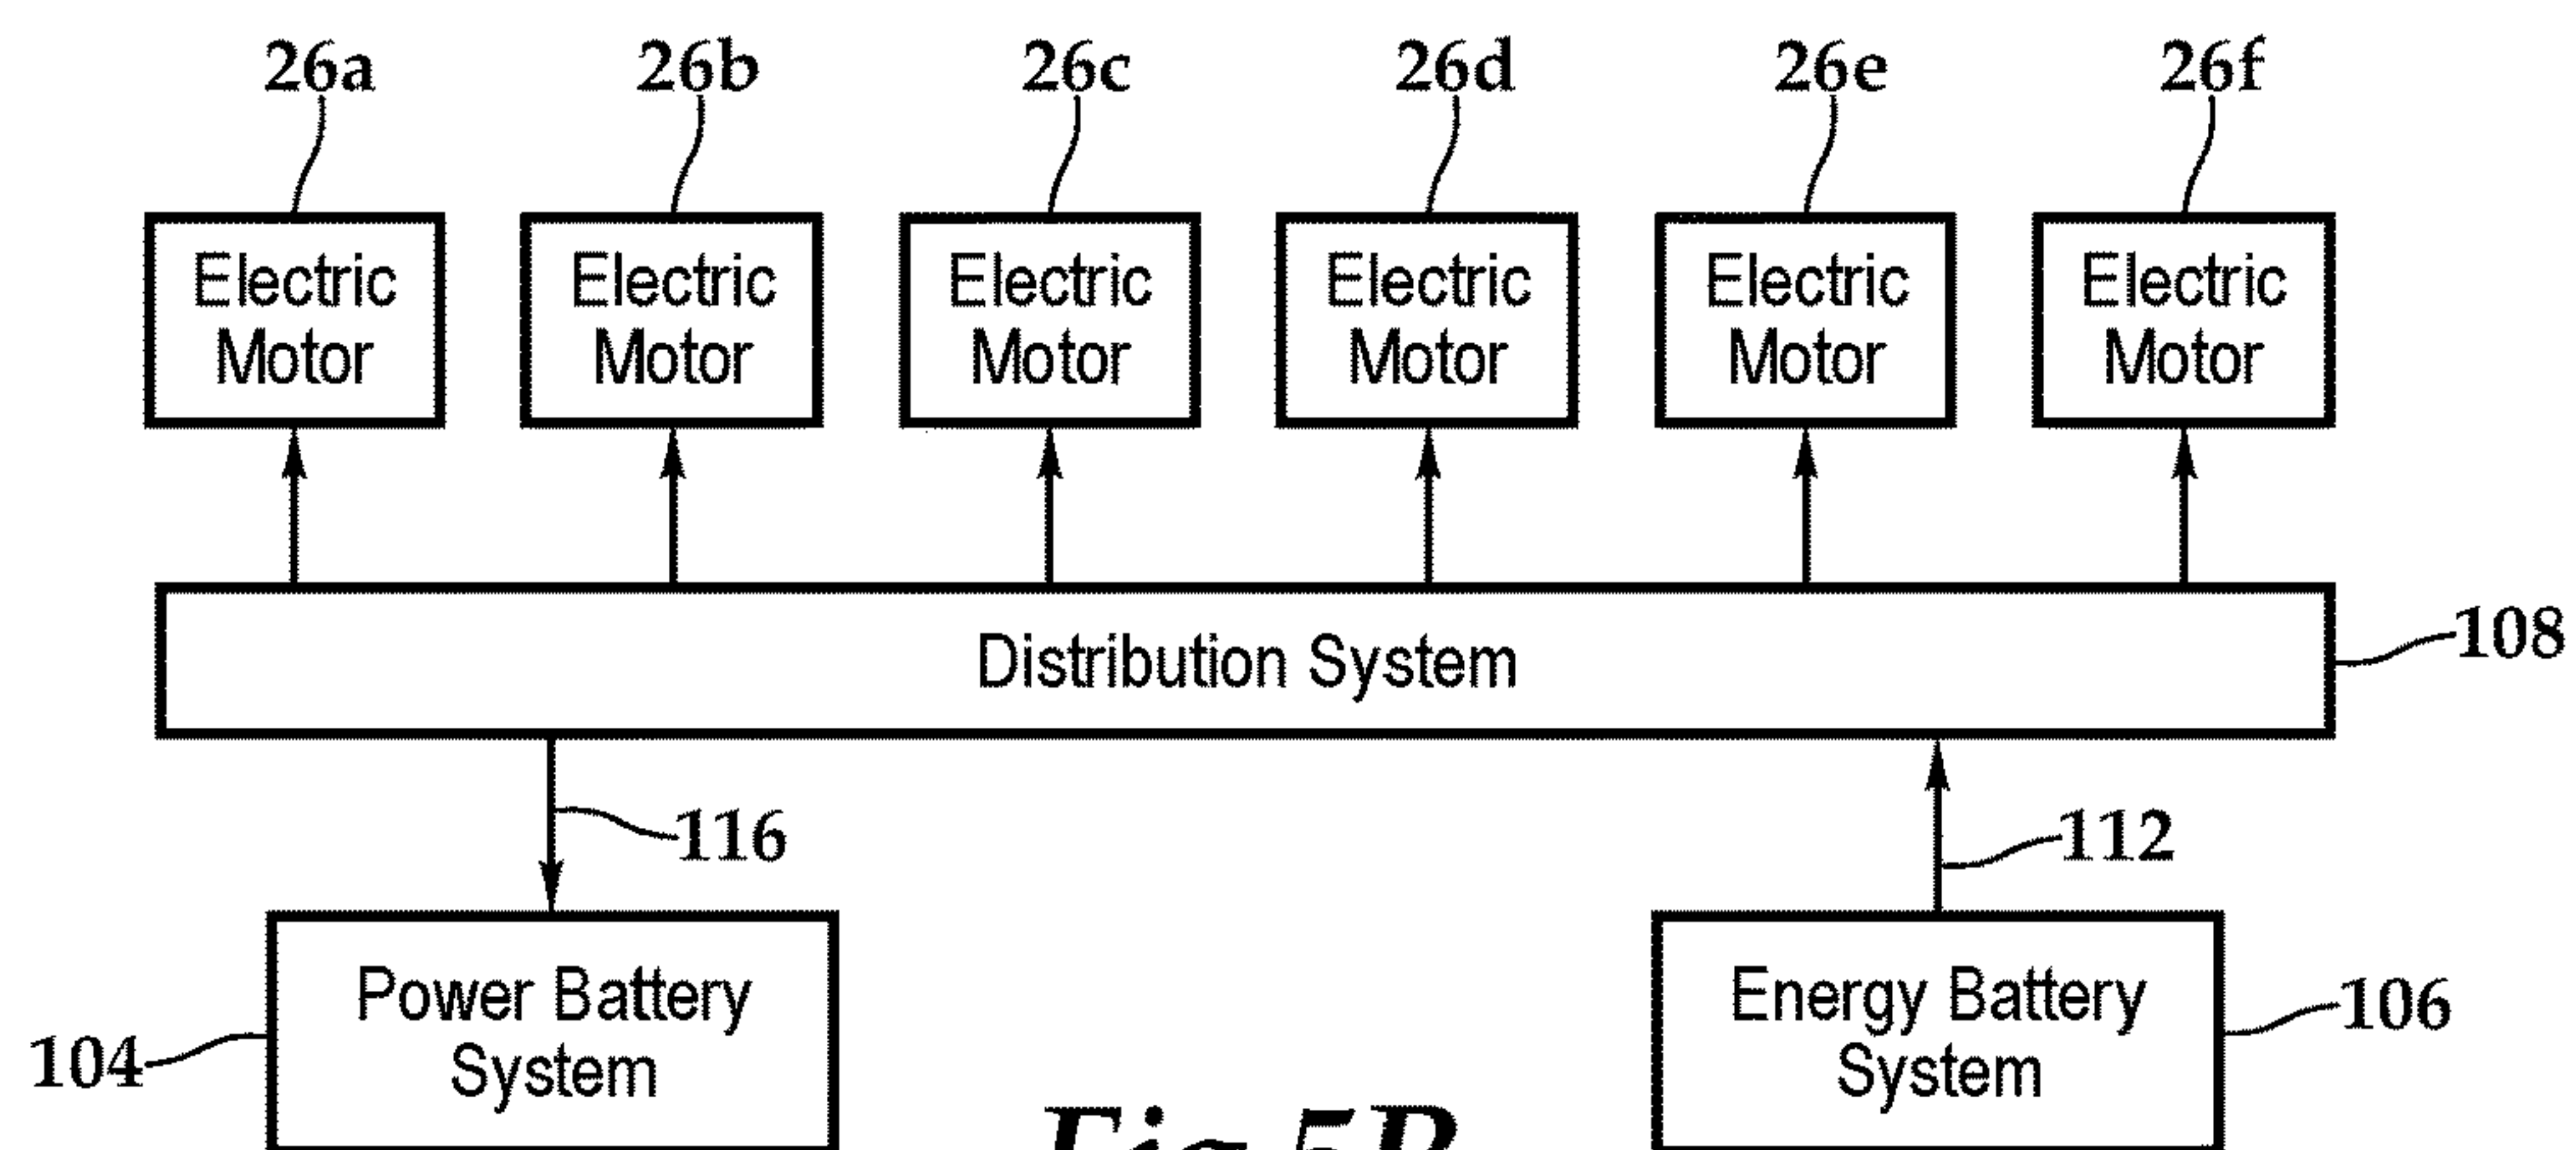 26a 26b 26c 26d 26e 26f
Electric Motor
Electric Motor
Electric Motor
Electric Motor
Electric Motor
Electric Motor
Distribution System
108
116
112
Power Battery
System
104
Energy Battery
System
106